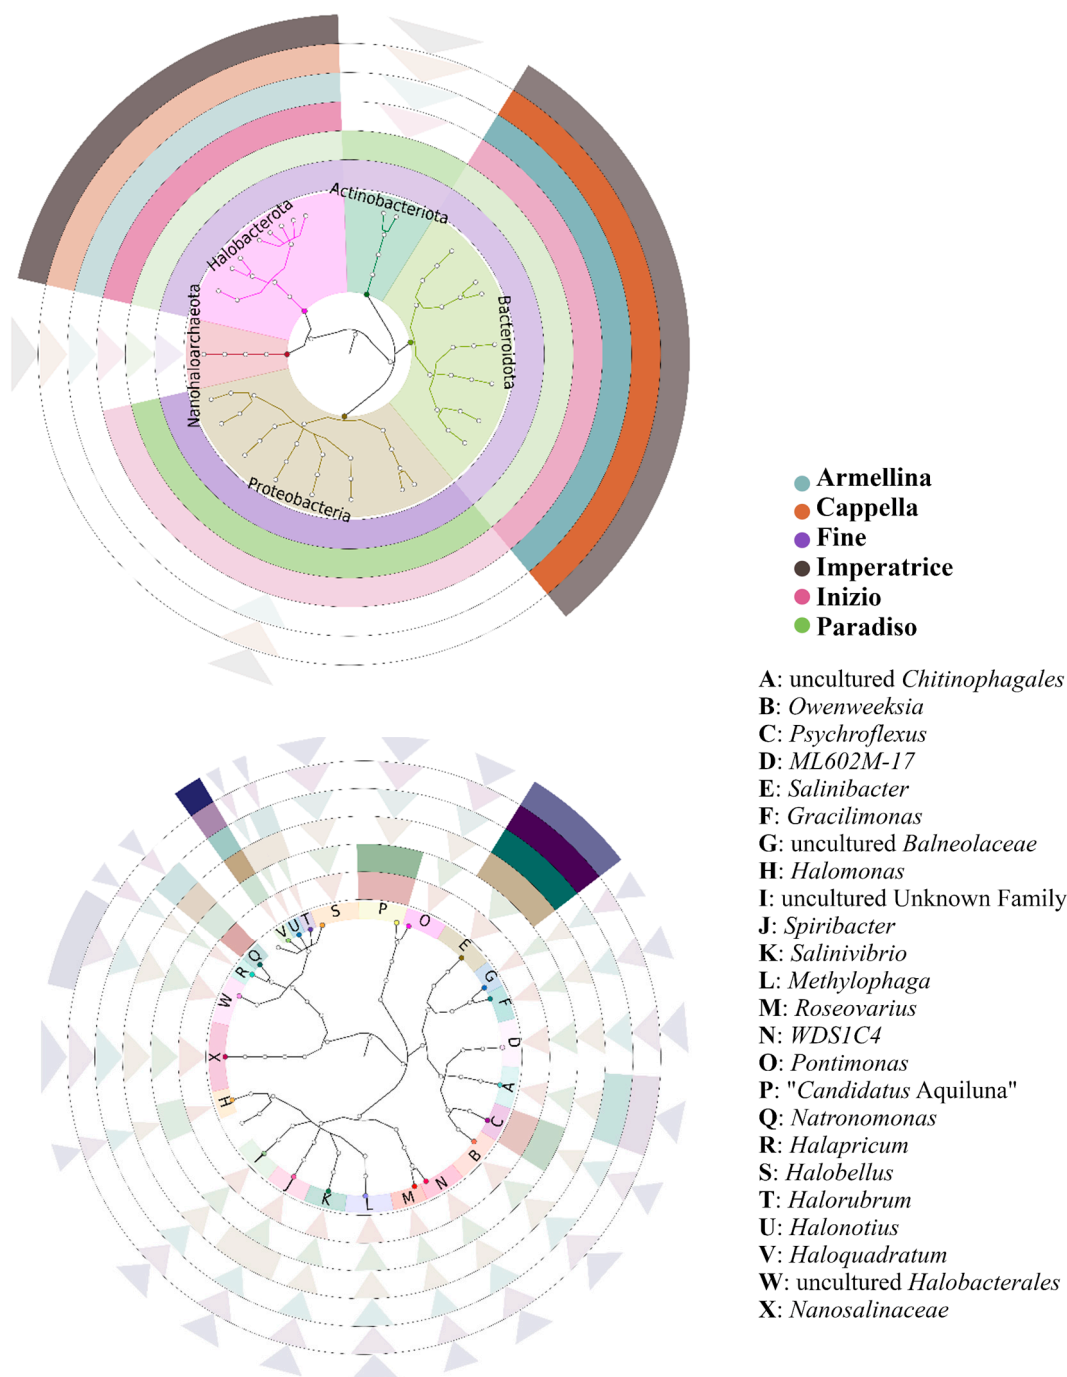 Actinobacteriota
Halobacterota
Bacteroidota
Nanohaloarchaeota
Proteobacteria
Armellina
Cappella
Fine
Imperatrice
Inizio
Paradiso
A: uncultured Chitinophagales
B: Owenweeksia
C: Psychroflexus
D: ML602M-17
E: Salinibacter
F: Gracilimonas
G: uncultured Balneolaceae
H: Halomonas
I: uncultured Unknown Family
J: Spiribacter
K: Salinivibrio
L: Methylophaga
M: Roseovarius
N: WDS1C4
O: Pontimonas
P: "Candidatus Aquiluna"
Q: Natronomonas
R: Halapricum
S: Halobellus
T: Halorubrum
U: Halonotius
V: Haloquadratum
W: uncultured Halobacterales
X: Nanosalinaceae
P
O
E
G
F
D
A
C
B
N
M
L
K
J
I
H
X
W
R
Q
V
U
T
S